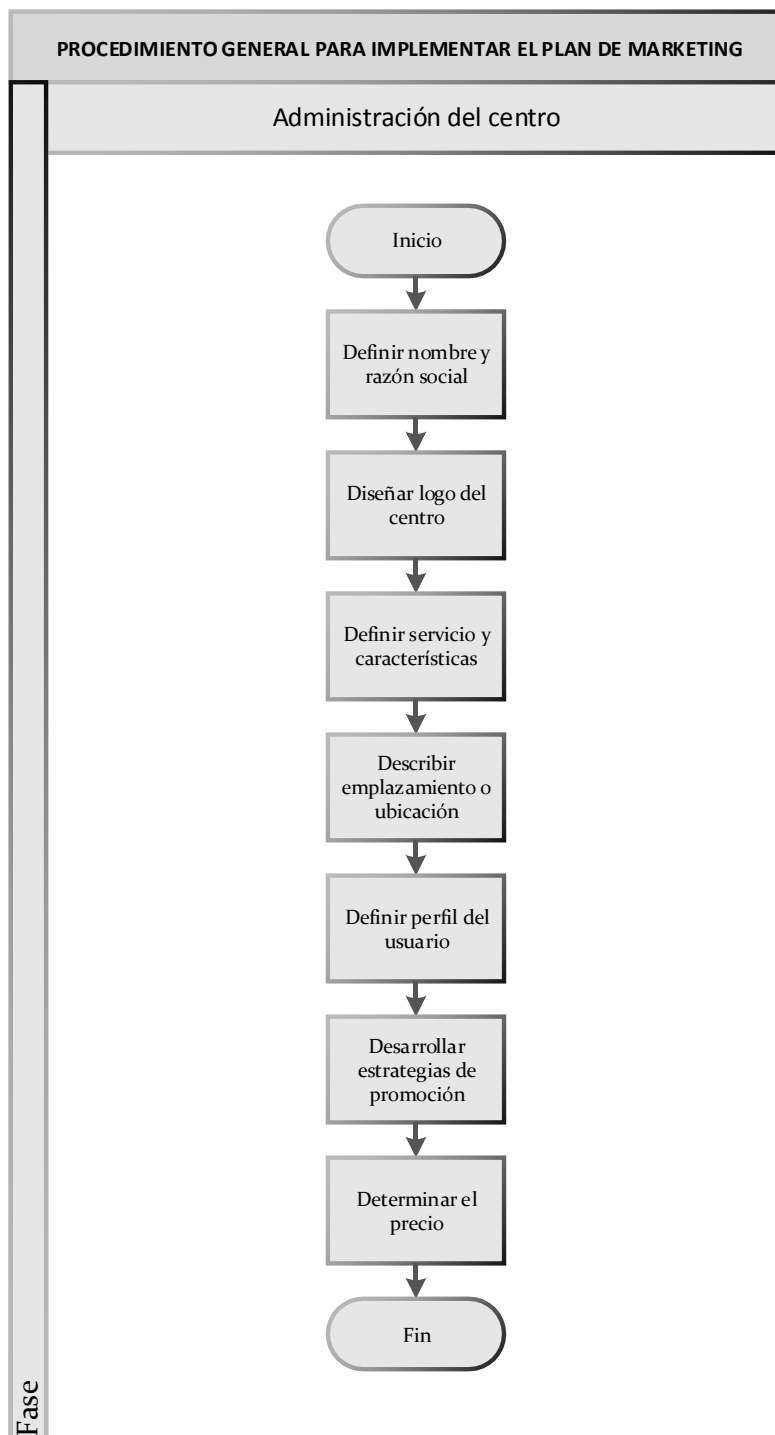 PROCEDIMIENTO GENERAL PARA IMPLEMENTAR EL PLAN DE MARKETING
Administración del centro
Inicio
Definir nombre y
razón social
Diseñar logo del
centro
Definir servicio y
características
Describir
emplazamiento o
ubicación
Definir perfil del
usuario
Desarrollar
estrategias de
promoción
Determinar el
precio
Fin
Fase